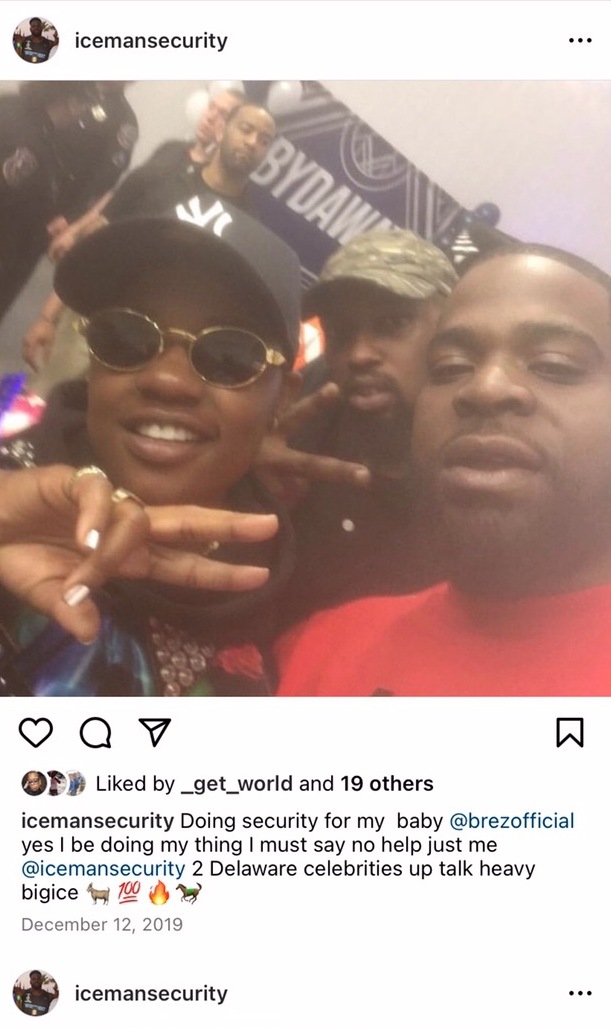 icemansecurity
BYDAW
Liked by _get_world and 19 others
icemansecurity Doing security for my baby @brezofficial
yes I be doing my thing I must say no help just me
@icemansecurity 2 Delaware celebrities up talk heavy
bigice 🐐 💯 🔥 🐎
December 12, 2019
icemansecurity